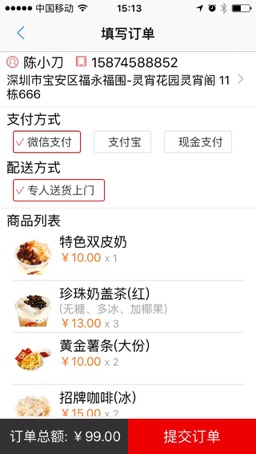 中国移动 15:13
填写订单
陈小刀 15874588852
深圳市宝安区福永福围-灵宵花园灵宵阁 11
栋666
支付方式
微信支付 支付宝 现金支付
配送方式
专人送货上门
商品列表
特色双皮奶
￥10.00 x 1
珍珠奶盖茶(红)
(无糖、多冰、加椰果)
￥13.00 x 3
黄金薯条(大份)
￥10.00 x 2
招牌咖啡(冰)
￥15.00 x 2
订单总额: ￥99.00 提交订单